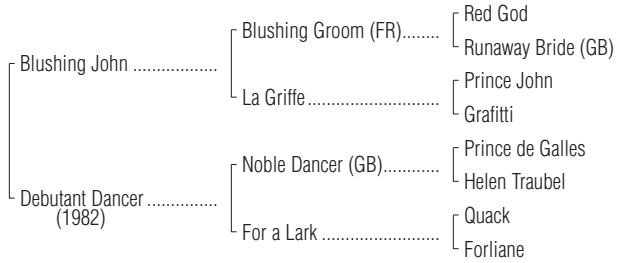 Red God
Blushing Groom (FR)........
Runaway Bride (GB)
Blushing John .................
Prince John
La Griffe...........................
Grafitti
Prince de Galles
Noble Dancer (GB)............
Helen Traubel
Debutant Dancer ..............
(1982)
Quack
For a Lark ........................
Forliane